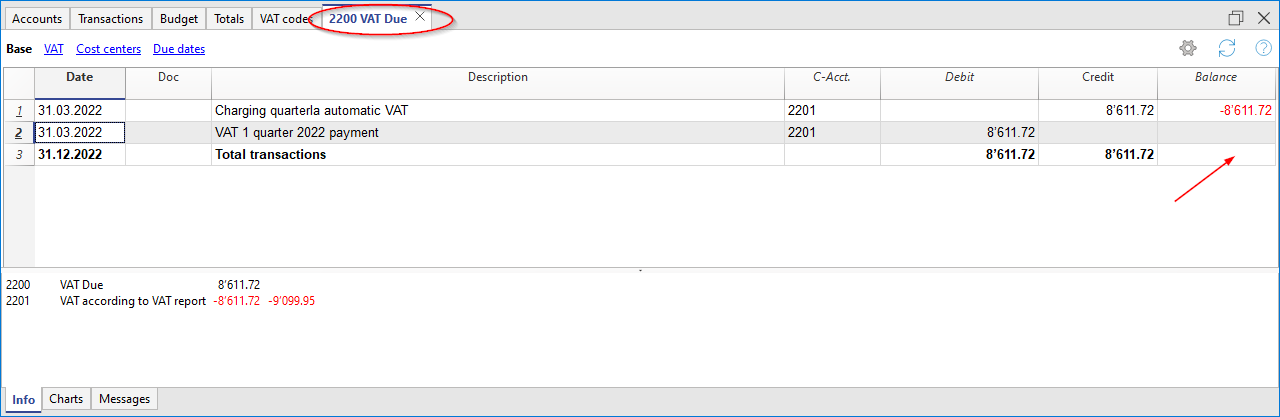 Accounts Transactions Budget Totals VAT codes 2200 VAT Due
Base VAT Cost centers Due dates
Date Doc Description C-Acct. Debit Credit Balance
1 31.03.2022 Charging quarterla automatic VAT 2201 8’611.72 -8’611.72
2 31.03.2022 VAT 1 quarter 2022 payment 2201 8’611.72
3 31.12.2022 Total transactions 8’611.72 8’611.72
2200 VAT Due 8’611.72
2201 VAT according to VAT report -8’611.72 -9’099.95
Info Charts Messages